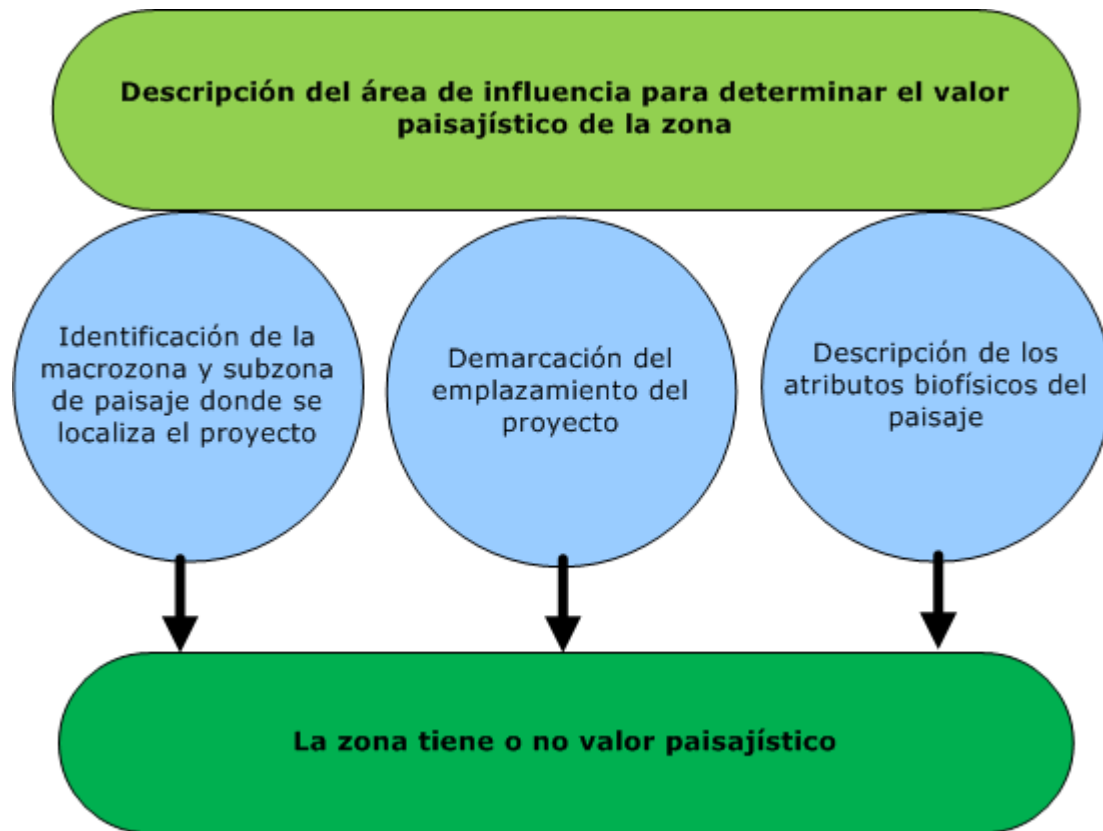 Descripción del área de influencia para determinar el valor
paisajístico de la zona
Identificación de la
macrozona y subzona
de paisaje donde se
localiza el proyecto
Demarcación del
emplazamiento del
proyecto
Descripción de los
atributos biofísicos del
paisaje
La zona tiene o no valor paisajístico